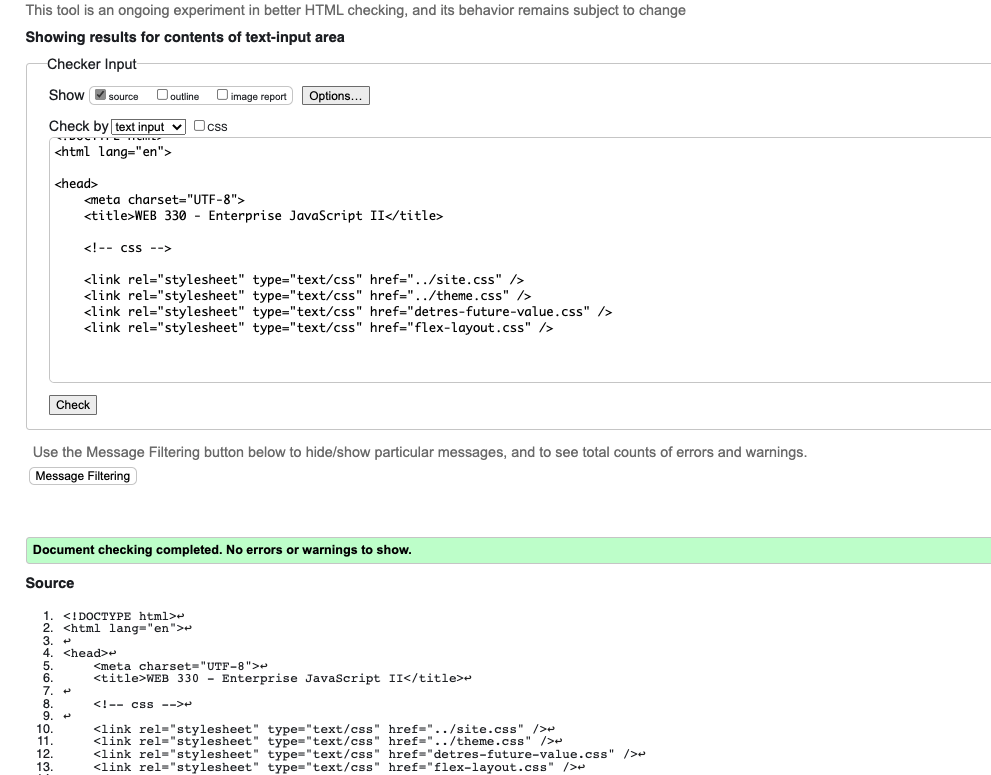 This tool is an ongoing experiment in better HTML checking, and its behavior remains subject to change
Showing results for contents of text-input area
Checker Input
Show source outline image report Options...
Check by text input css
<!DOCTYPE html>
<html lang="en">
<head>
<meta charset="UTF-8">
<title>WEB 330 - Enterprise JavaScript II</title>
<!-- css -->
<link rel="stylesheet" type="text/css" href="../site.css" />
<link rel="stylesheet" type="text/css" href="../theme.css" />
<link rel="stylesheet" type="text/css" href="detres-future-value.css" />
<link rel="stylesheet" type="text/css" href="flex-layout.css" />
Check
Use the Message Filtering button below to hide/show particular messages, and to see total counts of errors and warnings.
Message Filtering
Document checking completed. No errors or warnings to show.
Source
1. <!DOCTYPE html>↩
2. <html lang="en">↩
3. ↩
4. <head>↩
5. <meta charset="UTF-8">↩
6. <title>WEB 330 - Enterprise JavaScript II</title>↩
7. ↩
8. <!-- css -->↩
9. ↩
10. <link rel="stylesheet" type="text/css" href="../site.css" />↩
11. <link rel="stylesheet" type="text/css" href="../theme.css" />↩
12. <link rel="stylesheet" type="text/css" href="detres-future-value.css" />↩
13. <link rel="stylesheet" type="text/css" href="flex-layout.css" />↩